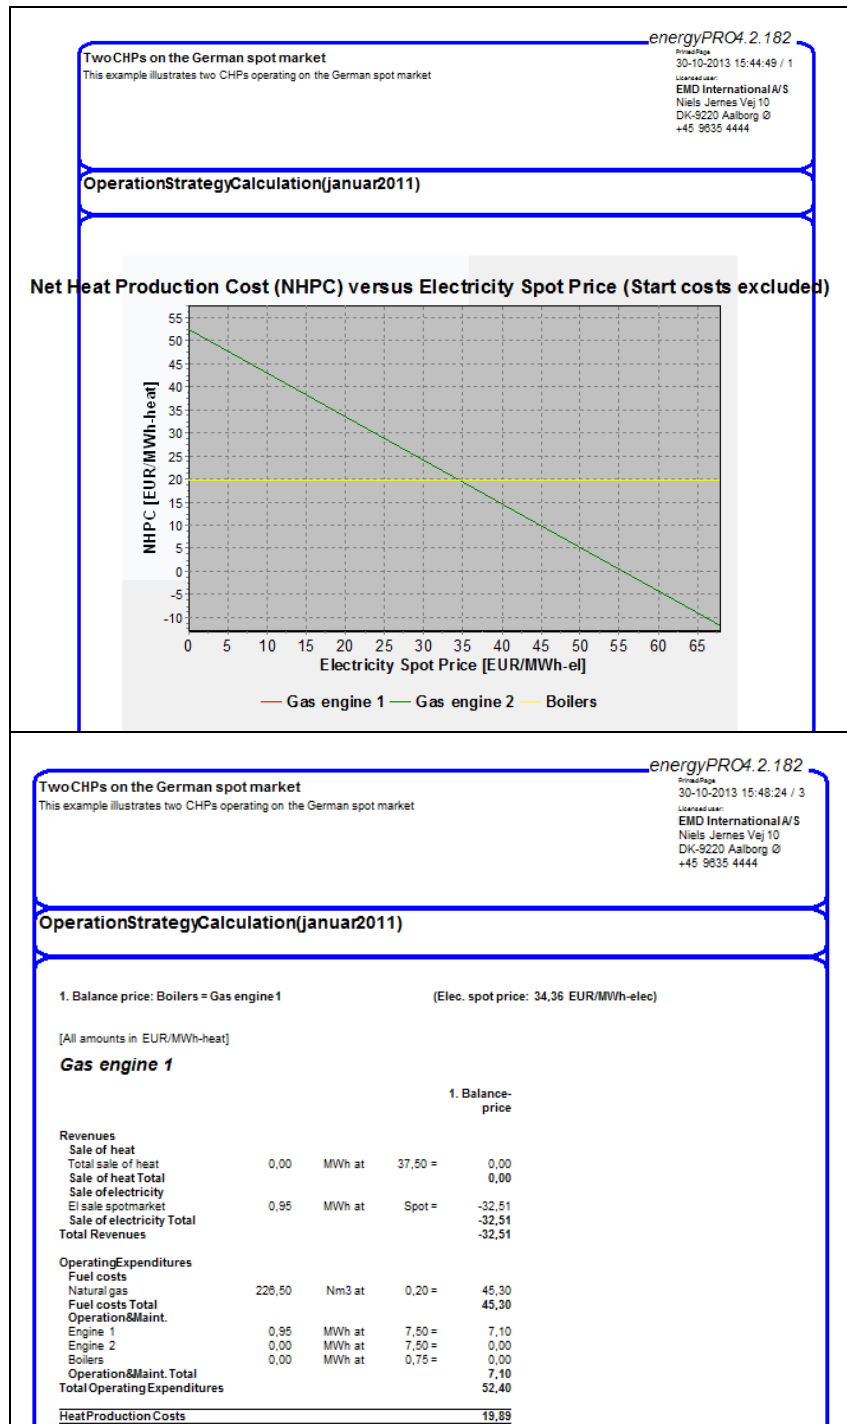 energyPRO4.2.182
TwoCHPs on the German spot market
This example illustrates two CHPs operating on the German spot market
Printed/Page
30-10-2013 15:44:49 / 1
Licensed user:
EMD International A/S
Niels Jernes Vej 10
DK-9220 Aalborg Ø
+45 9635 4444
OperationStrategyCalculation(januar2011)
Net Heat Production Cost (NHPC) versus Electricity Spot Price (Start costs excluded)
NHPC [EUR/MWh-heat]
55
50
45
40
35
30
25
20
15
10
5
0
-5
-10
0 5 10 15 20 25 30 35 40 45 50 55 60 65
Electricity Spot Price [EUR/MWh-el]
Gas engine 1 Gas engine 2 Boilers
energyPRO4.2.182
TwoCHPs on the German spot market
This example illustrates two CHPs operating on the German spot market
Printed/Page
30-10-2013 15:48:24 / 3
Licensed user:
EMD International A/S
Niels Jernes Vej 10
DK-9220 Aalborg Ø
+45 9635 4444
OperationStrategyCalculation(januar2011)
1. Balance price: Boilers = Gas engine 1 (Elec. spot price: 34,36 EUR/MWh-elec)
[All amounts in EUR/MWh-heat]
Gas engine 1
1. Balance-
price
Revenues
Sale of heat
Total sale of heat 0,00 MWh at 37,50 = 0,00
Sale of heat Total 0,00
Sale of electricity
El sale spotmarket 0,95 MWh at Spot = -32,51
Sale of electricity Total -32,51
Total Revenues -32,51
OperatingExpenditures
Fuel costs
Natural gas 226,50 Nm3 at 0,20 = 45,30
Fuel costs Total 45,30
Operation&Maint.
Engine 1 0,95 MWh at 7,50 = 7,10
Engine 2 0,00 MWh at 7,50 = 0,00
Boilers 0,00 MWh at 0,75 = 0,00
Operation&Maint. Total 7,10
Total Operating Expenditures 52,40
HeatProduction Costs 19,89